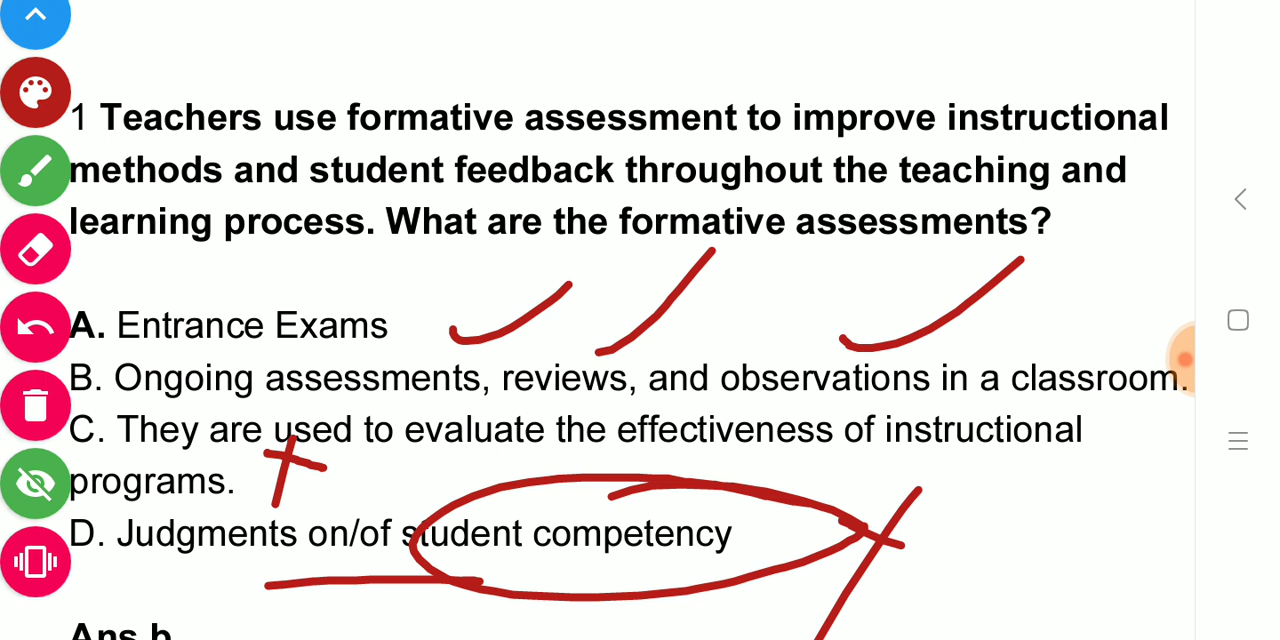 1 Teachers use formative assessment to improve instructional
methods and student feedback throughout the teaching and
learning process. What are the formative assessments?
A. Entrance Exams
B. Ongoing assessments, reviews, and observations in a classroom.
C. They are used to evaluate the effectiveness of instructional
programs.
D. Judgments on/of student competency
Ans b